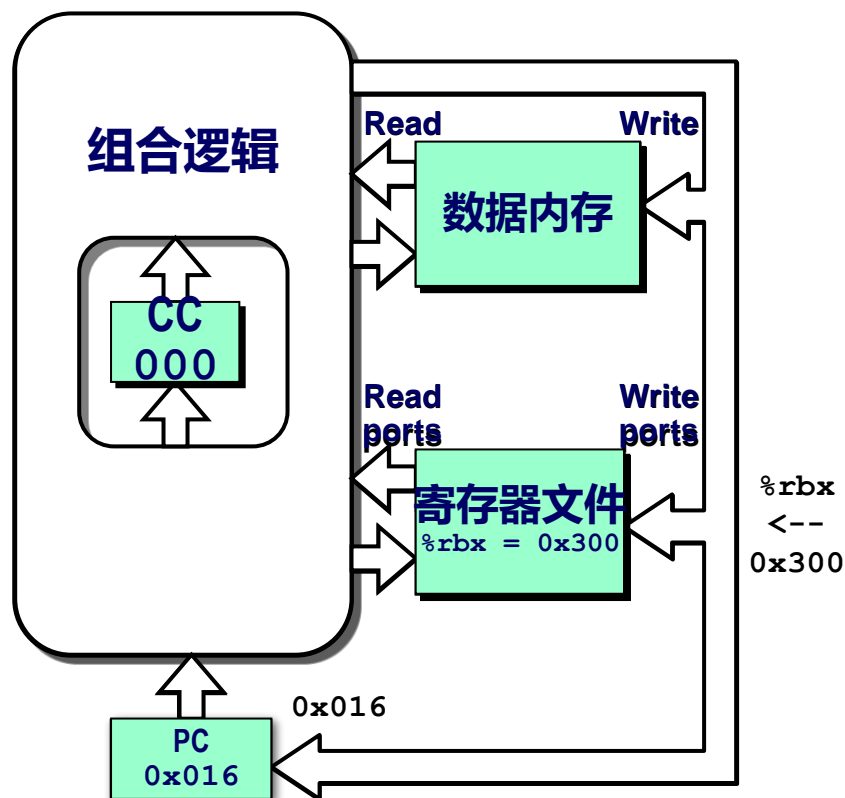 组合逻辑
Read
Write
数据内存
CC
000
Read
ports
Write
ports
寄存器文件
%rbx = 0x300
%rbx
<--
0x300
0x016
PC
0x016